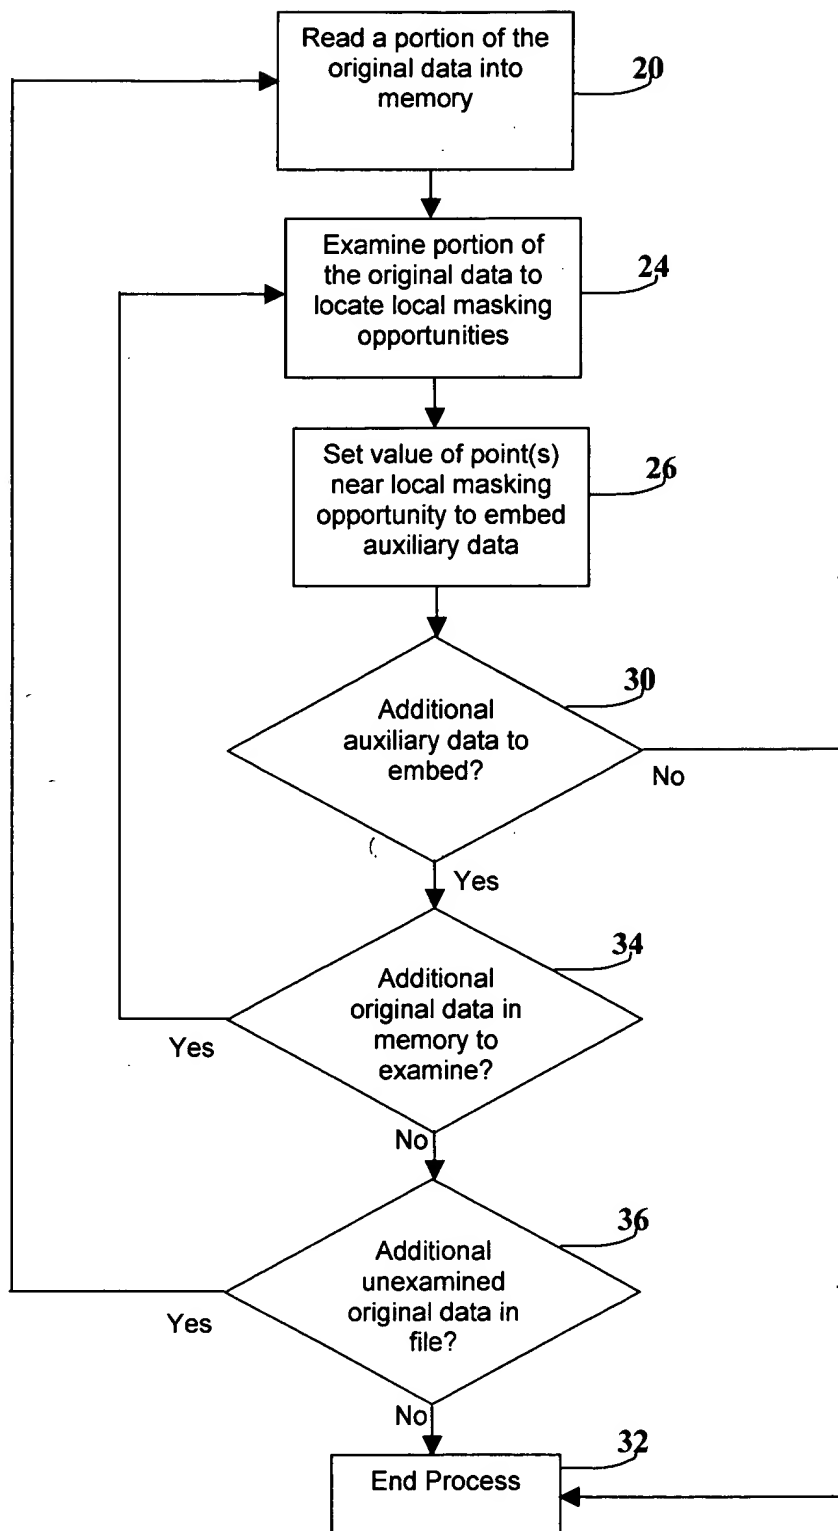 Read a portion of the
original data into
memory
20
Examine portion of
the original data to
locate local masking
opportunities
24
Set value of point(s)
near local masking
opportunity to embed
auxiliary data
26
30
Additional
auxiliary data to
embed?
No
Yes
34
Additional
original data in
memory to
examine?
Yes
No
36
Additional
unexamined
original data in
file?
Yes
No
32
End Process